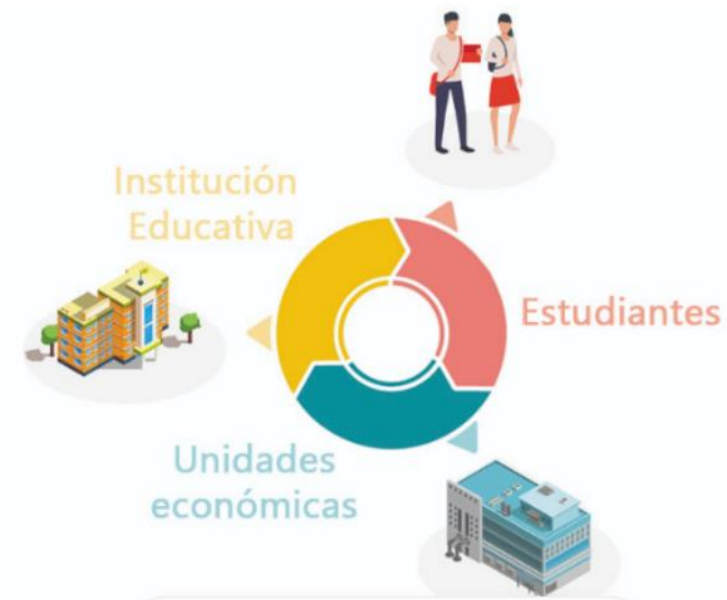 Institución
Educativa
Estudiantes
Unidades
económicas